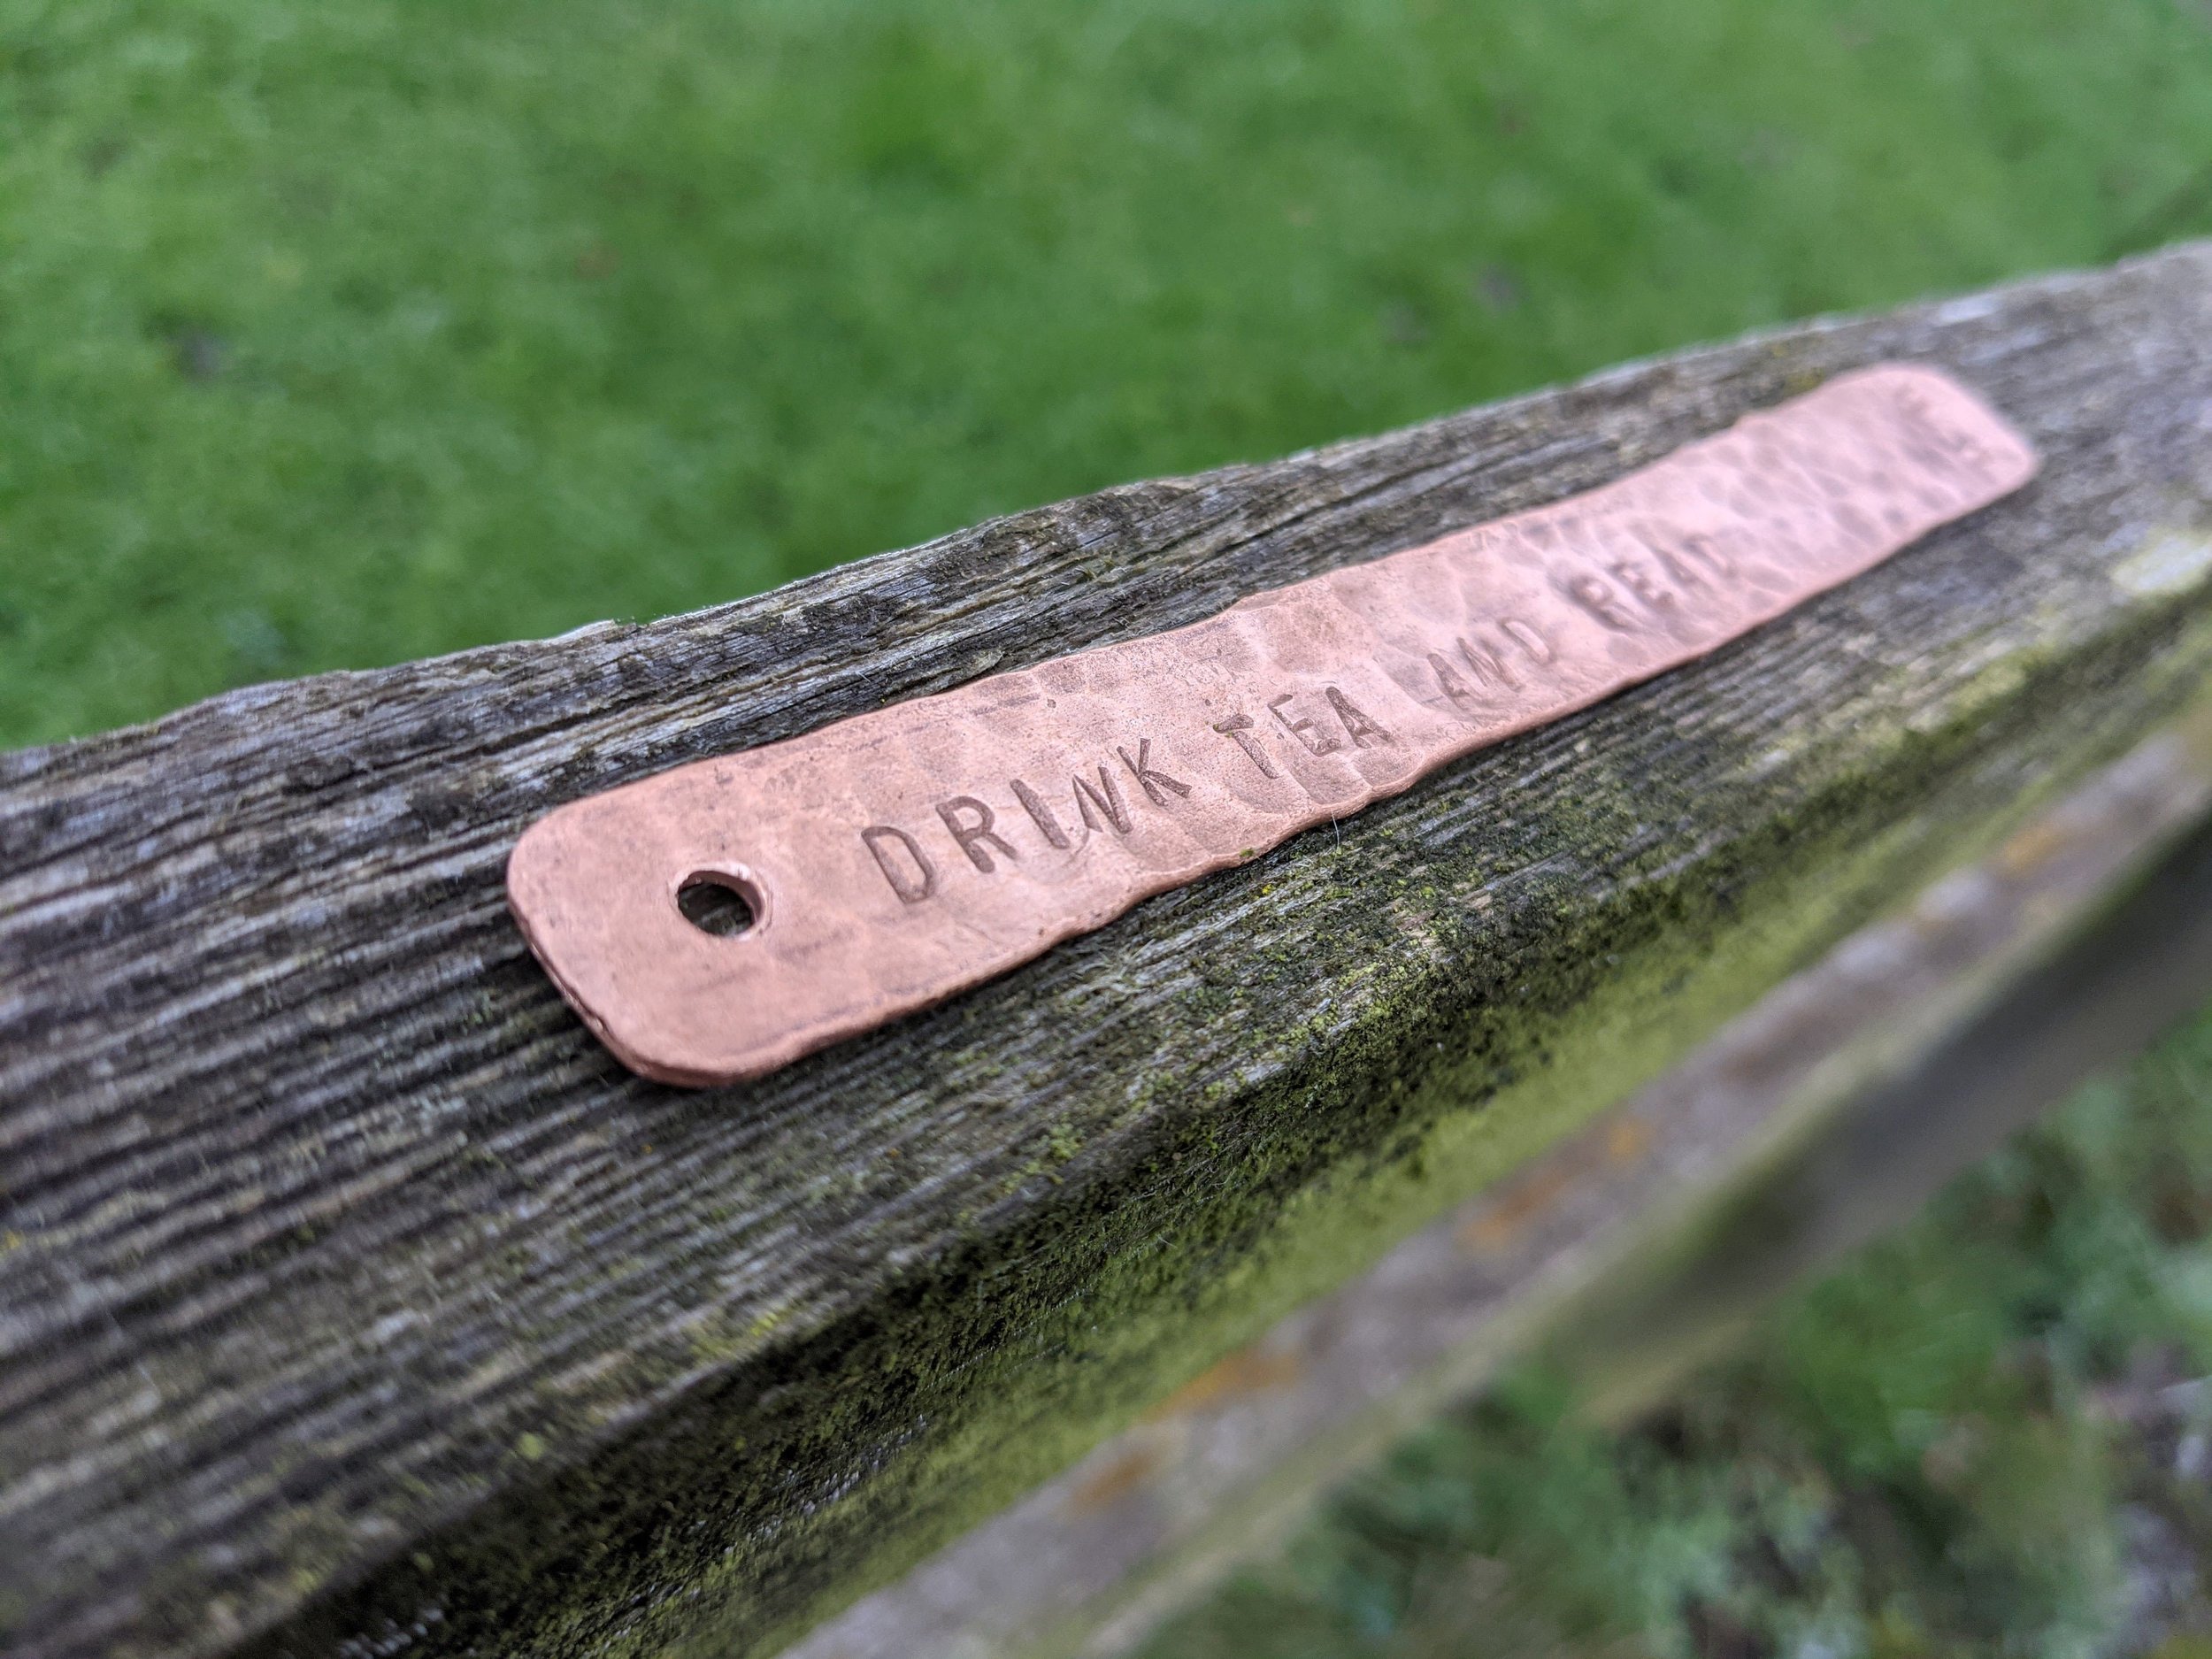 DRINK TEA AND READ